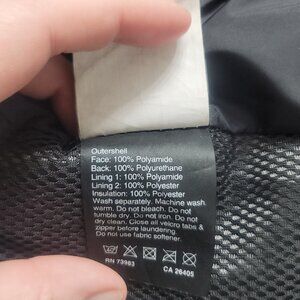 Outershell
Face: 100% Polyamide
Back: 100% Polyurethane
Lining 1: 100% Polyamide
Lining 2: 100% Polyester
Insulation: 100% Polyester
Wash separately. Machine wash
warm. Do not bleach. Do not
tumble dry. Do not iron. Do not
dry clean. Close all velcro tabs &
zipper before laundering.
Do not use fabric softener.
RN 73983 CA 26405